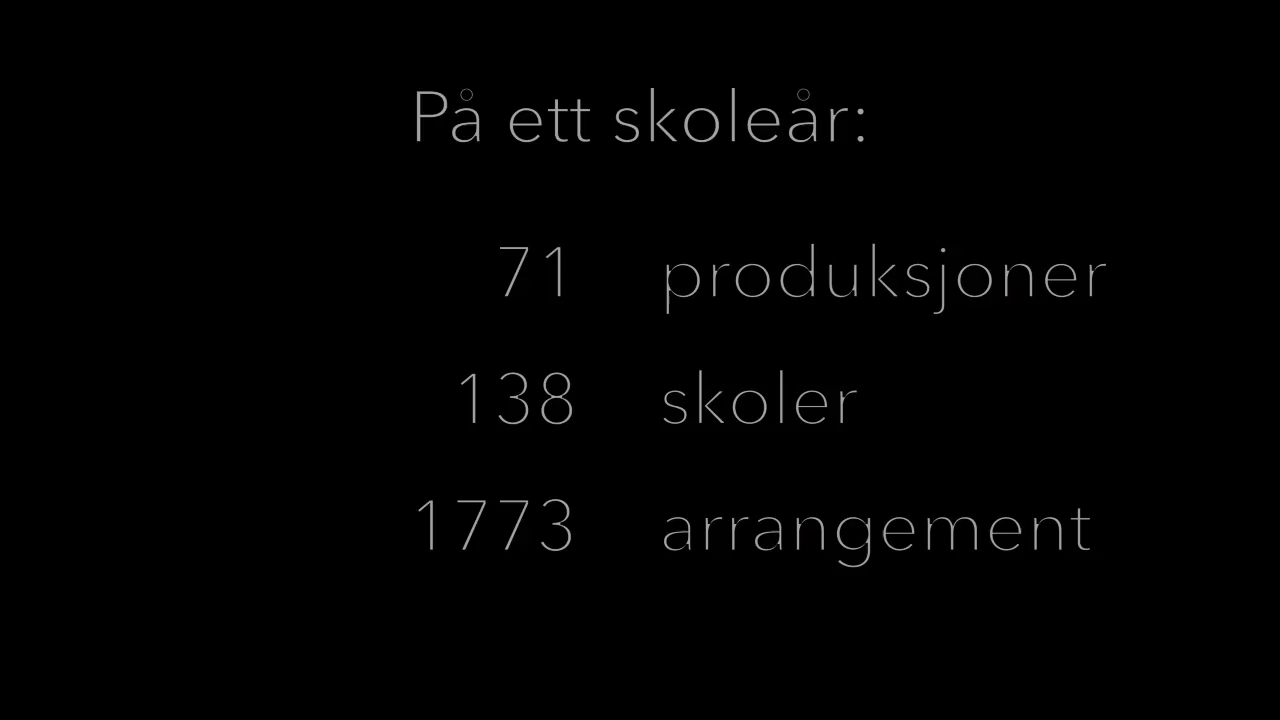 På ett skoleår:
71 produksjoner
138 skoler
1773 arrangement